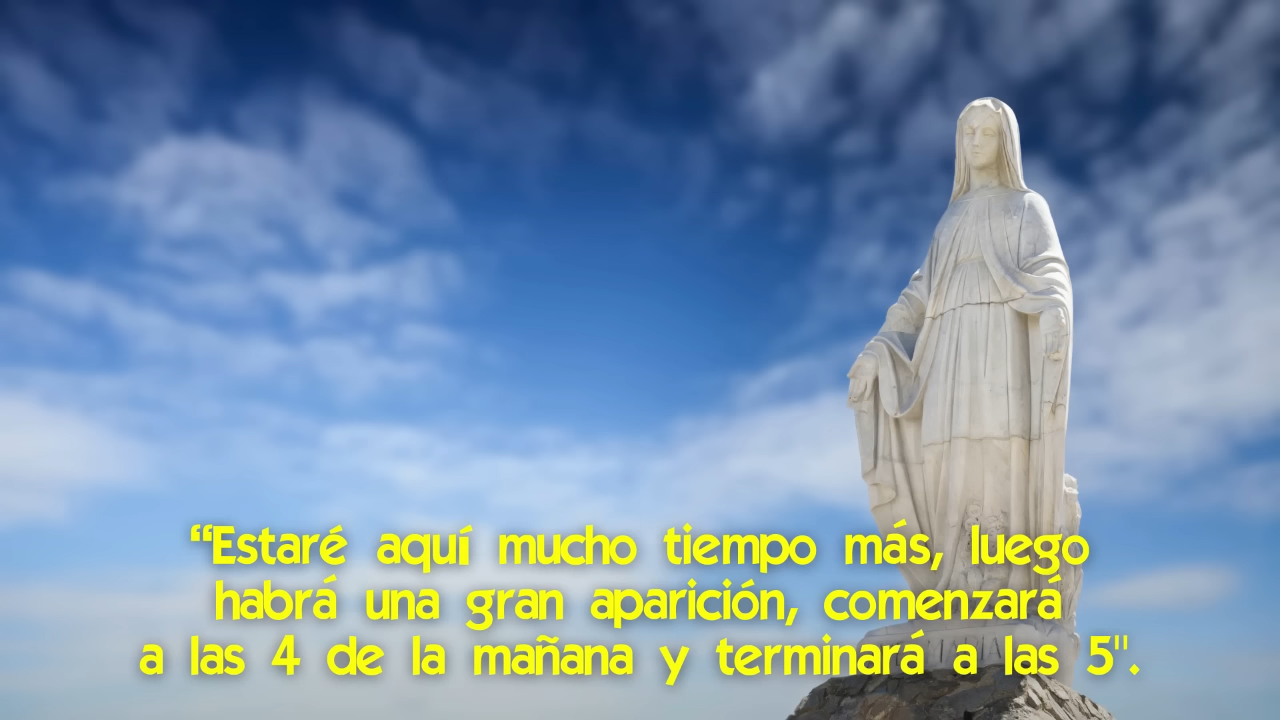 “Estaré aquí mucho tiempo más, luego
habrá una gran aparición, comenzará
a las 4 de la mañana y terminará a las 5".